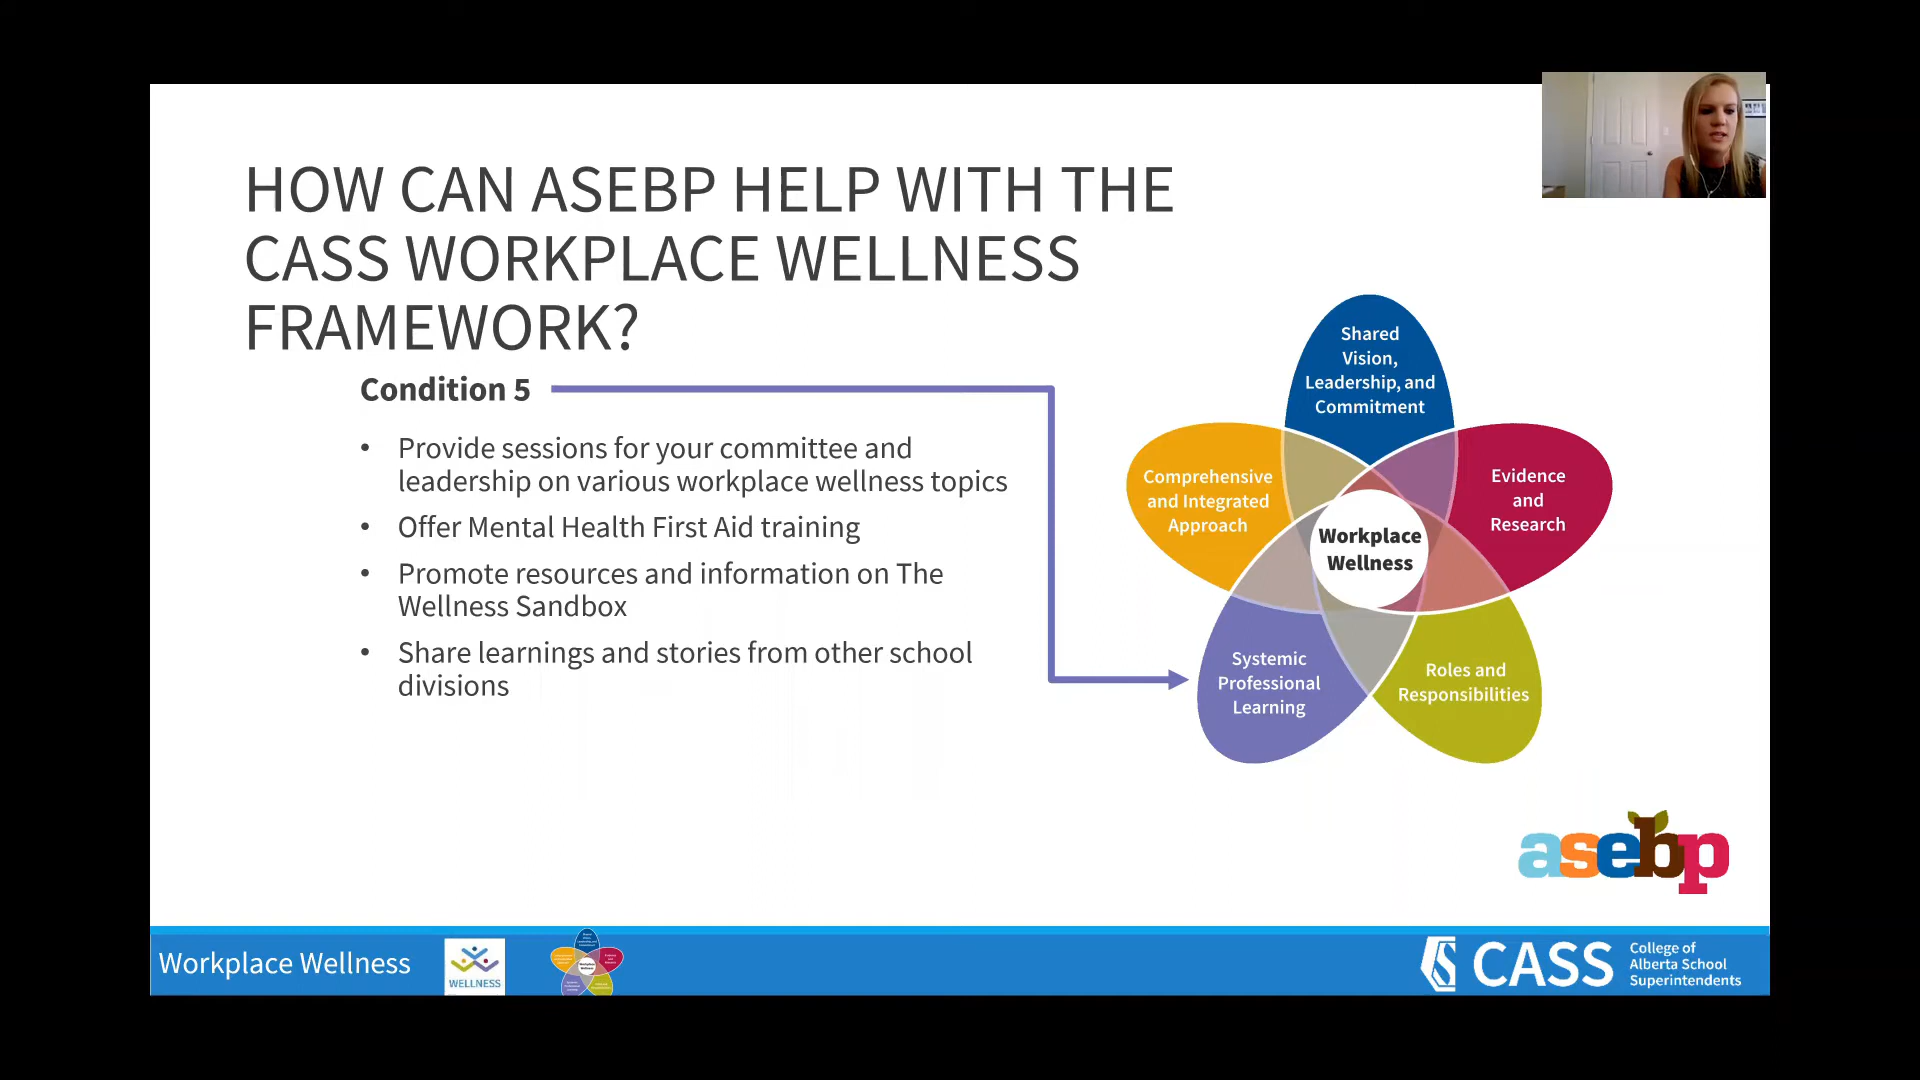 HOW CAN ASEBP HELP WITH THE
CASS WORKPLACE WELLNESS
FRAMEWORK?
Condition 5
• Provide sessions for your committee and
leadership on various workplace wellness topics
• Offer Mental Health First Aid training
• Promote resources and information on The
Wellness Sandbox
• Share learnings and stories from other school
divisions
Shared
Vision,
Leadership, and
Commitment
Comprehensive
and Integrated
Approach
Evidence
and
Research
Workplace
Wellness
Systemic
Professional
Learning
Roles and
Responsibilities
asebp
Workplace Wellness
WELLNESS
CASS
College of
Alberta School
Superintendents